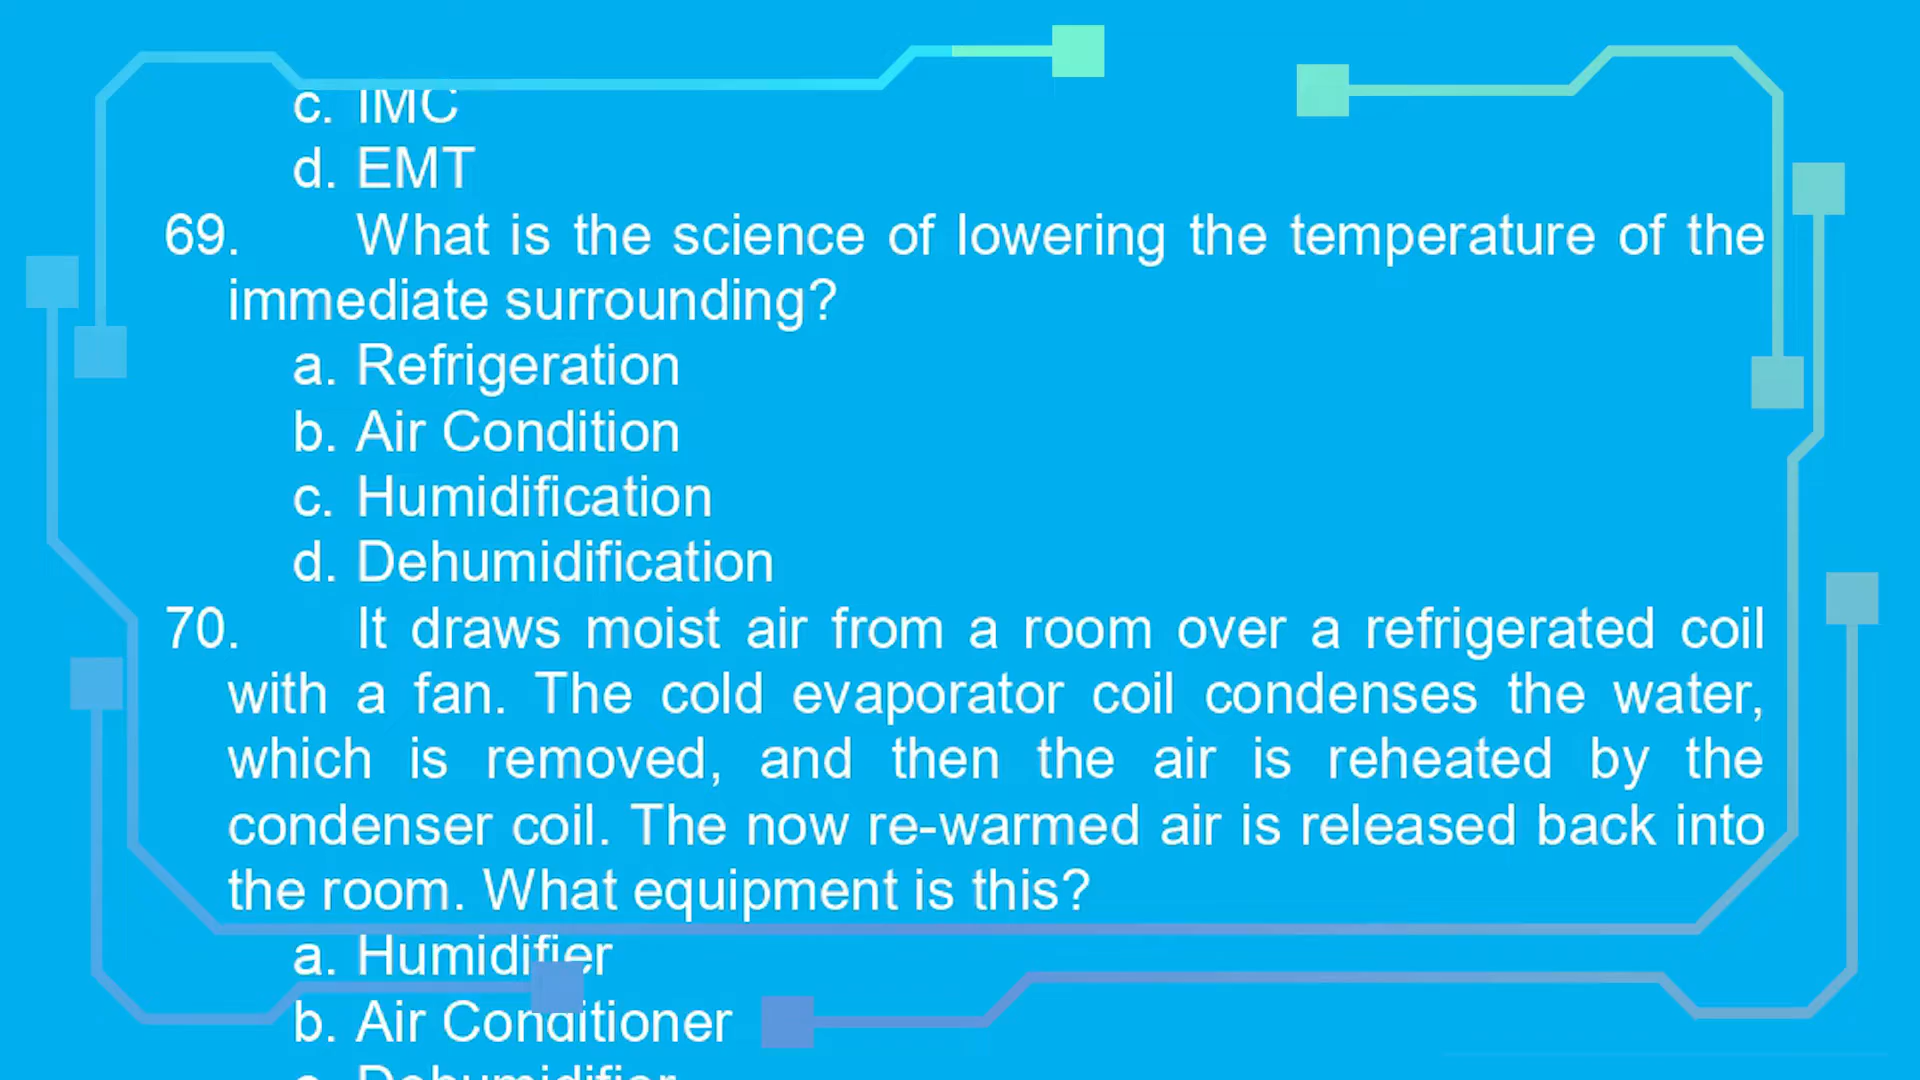 c. IMC
d. EMT
69. What is the science of lowering the temperature of the
immediate surrounding?
a. Refrigeration
b. Air Condition
c. Humidification
d. Dehumidification
70. It draws moist air from a room over a refrigerated coil
with a fan. The cold evaporator coil condenses the water,
which is removed, and then the air is reheated by the
condenser coil. The now re-warmed air is released back into
the room. What equipment is this?
a. Humidifier
b. Air Conditioner
c. Dehumidifier